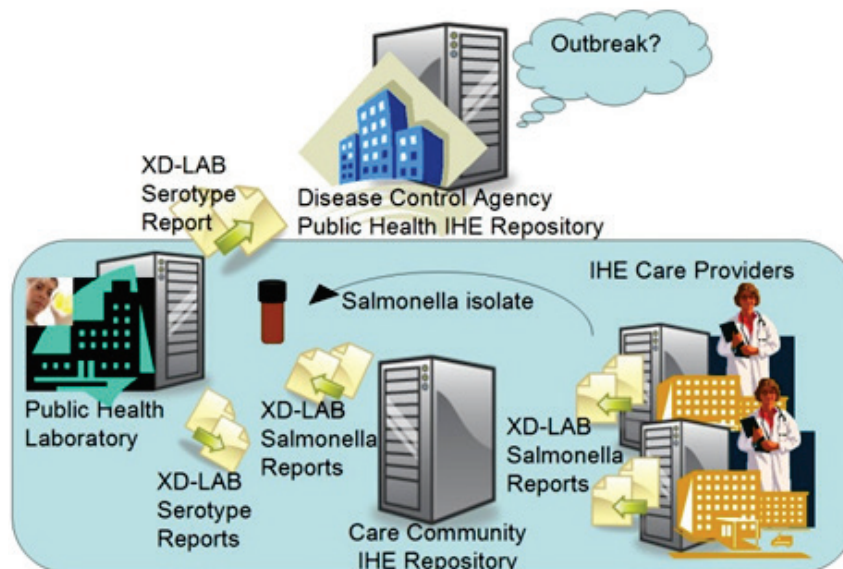 Outbreak?
XD-LAB
Serotype
Report
Disease Control Agency
Public Health IHE Repository
IHE Care Providers
Salmonella isolate
Public Health
Laboratory
XD-LAB
Salmonella
Reports
XD-LAB
Serotype
Reports
XD-LAB
Salmonella
Reports
Care Community
IHE Repository